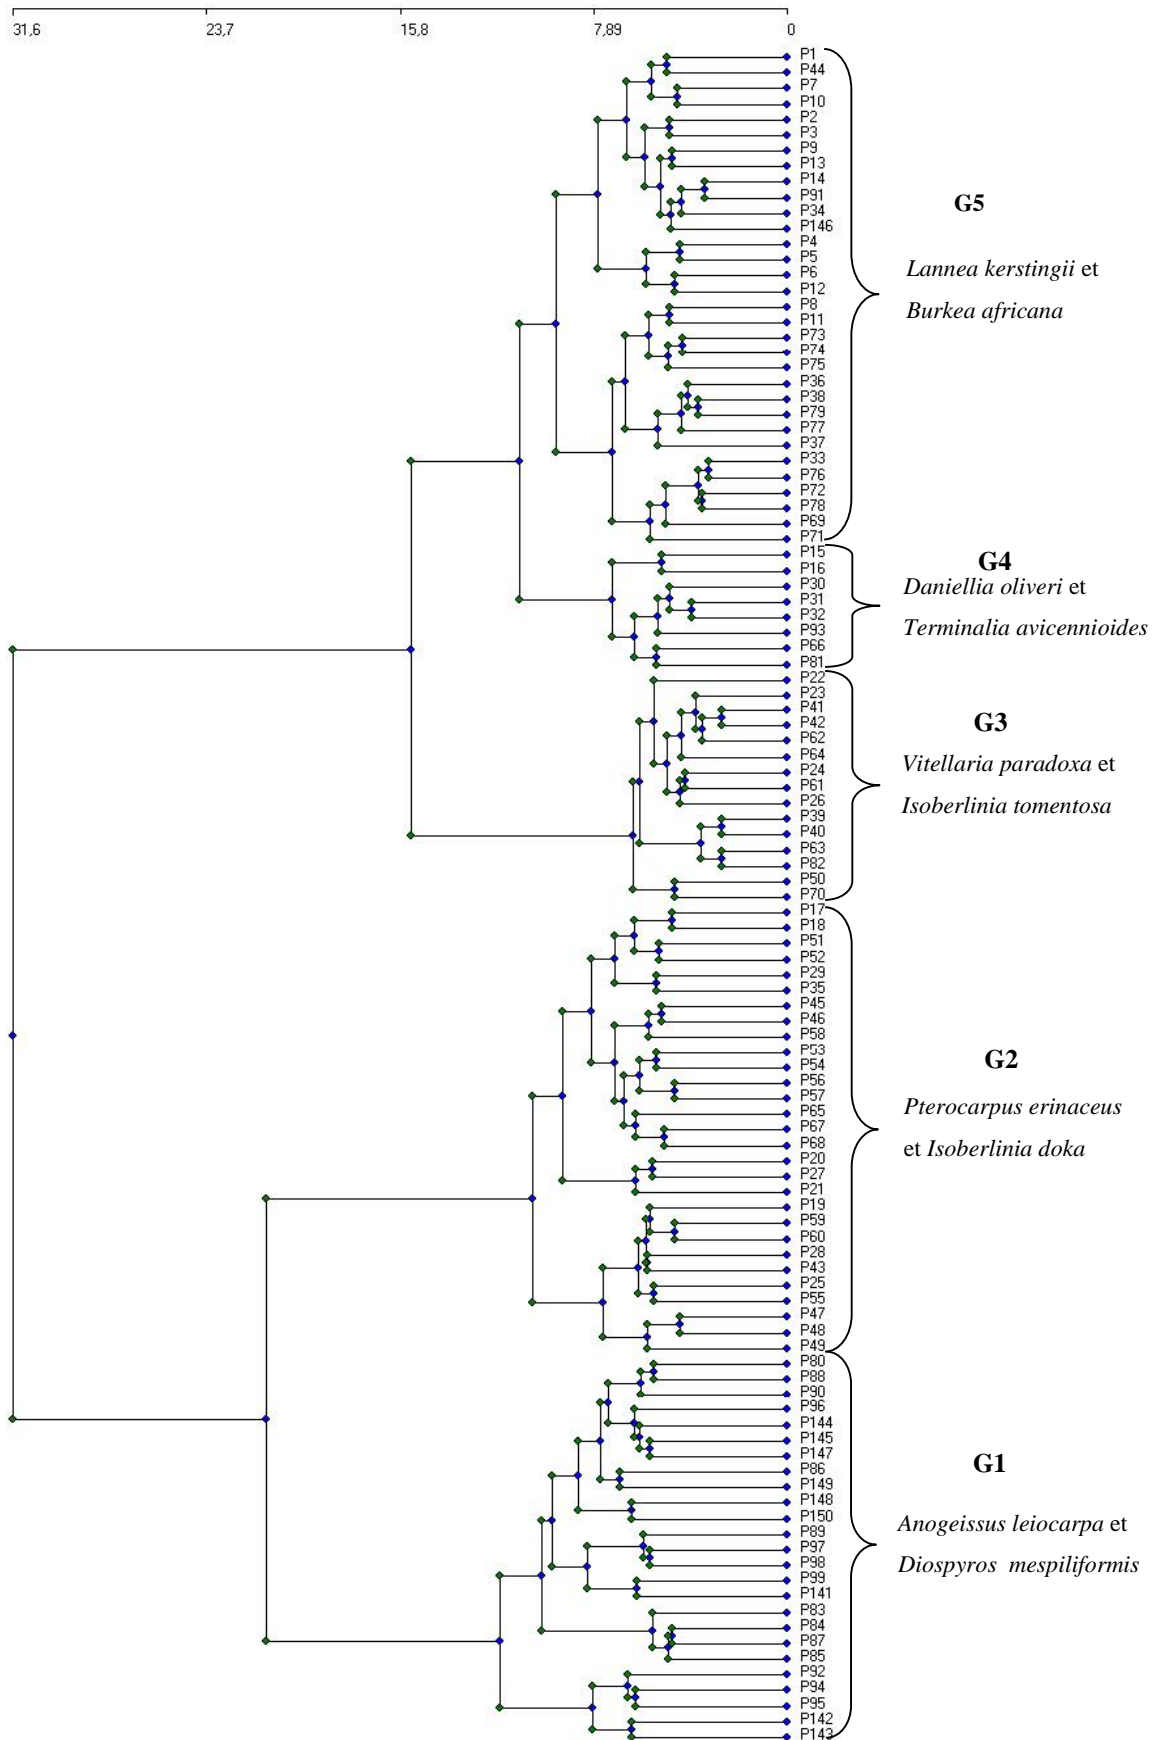 31,6 23,7 15,8 7,89 0
P1
P44
P7
P10
P2
P3
P9
P13
P14
P91
P34
P146
P4
P5
P6
P12
P8
P11
P73
P74
P75
P36
P38
P79
P77
P37
P33
P76
P72
P78
P69
P71
G5
Lannea kerstingii et
Burkea africana
P15
P16
P30
P31
P32
P93
P66
P81
G4
Daniellia oliveri et
Terminalia avicennioides
P22
P23
P41
P42
P62
P64
P24
P61
P26
P39
P40
P63
P82
P50
P70
G3
Vitellaria paradoxa et
Isoberlinia tomentosa
P17
P18
P51
P52
P29
P35
P45
P46
P58
P53
P54
P56
P57
P65
P67
P68
P20
P27
P21
P19
P59
P60
P28
P43
P25
P55
P47
P48
P49
G2
Pterocarpus erinaceus
et Isoberlinia doka
P80
P88
P90
P96
P144
P145
P147
P86
P149
P148
P150
P89
P97
P98
P99
P141
P83
P84
P87
P85
P92
P94
P95
P142
P143
G1
Anogeissus leiocarpa et
Diospyros mespiliformis